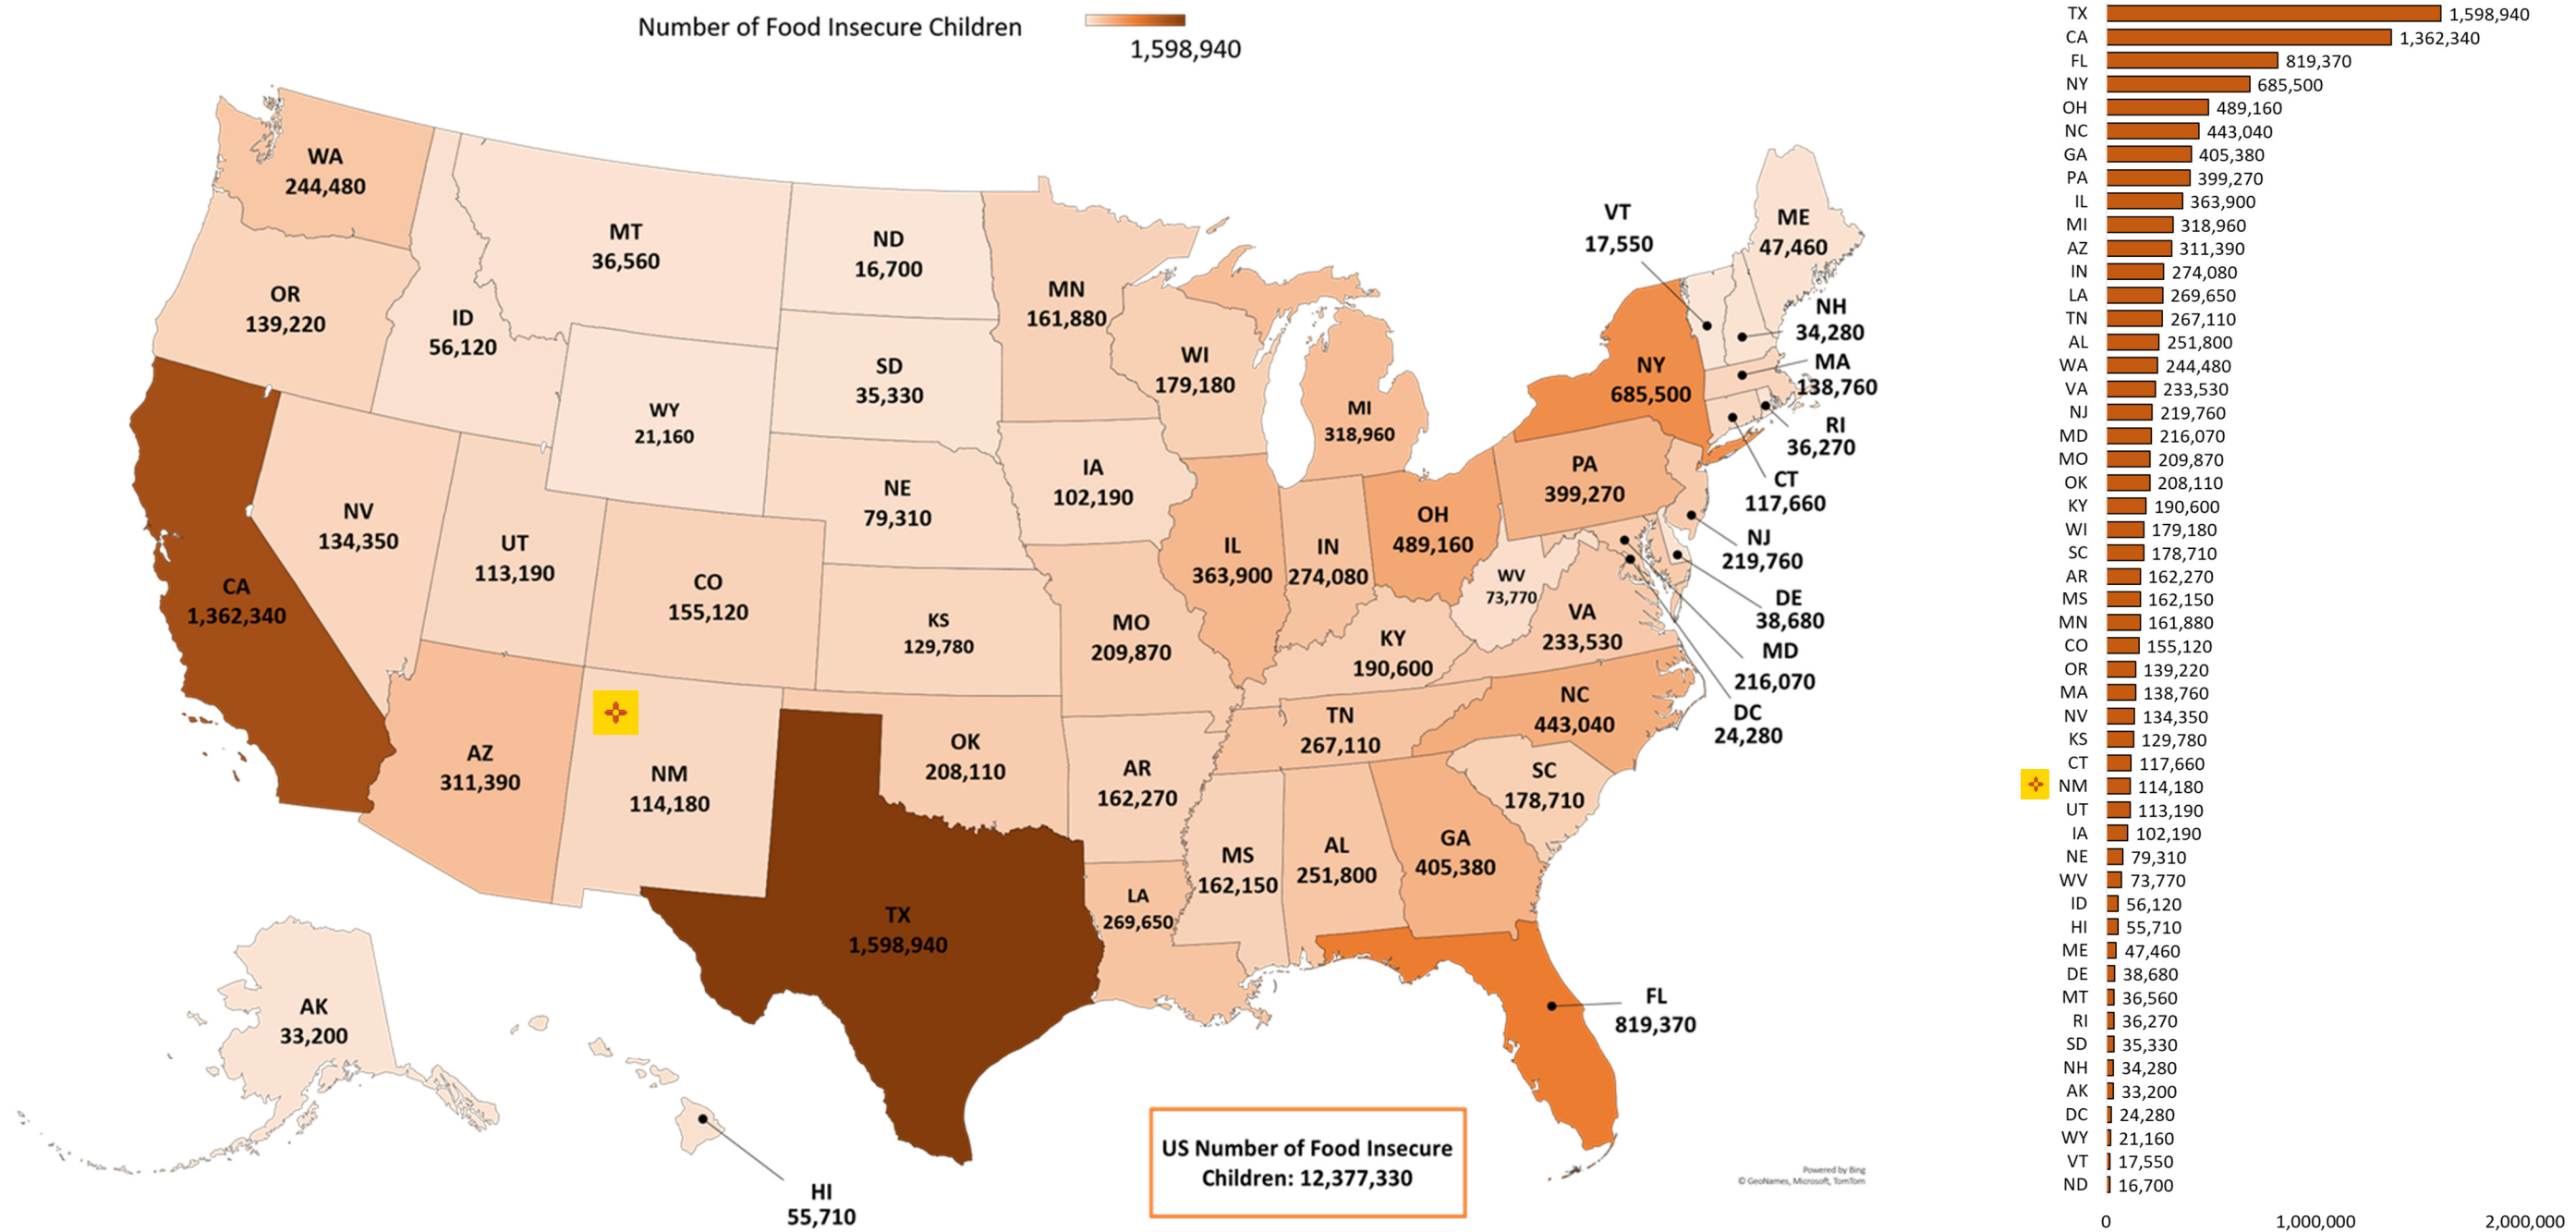 Number of Food Insecure Children
1,598,940
WA
244,480
OR
139,220
CA
1,362,340
ID
56,120
NV
134,350
MT
36,560
WY
21,160
UT
113,190
CO
155,120
AZ
311,390
NM
114,180
ND
16,700
SD
35,330
NE
79,310
KS
129,780
OK
208,110
TX
1,598,940
MN
161,880
IA
102,190
MO
209,870
AR
162,270
LA
269,650
WI
179,180
IL
363,900
MI
318,960
IN
274,080
OH
489,160
KY
190,600
TN
267,110
MS
162,150
AL
251,800
GA
405,380
FL
819,370
SC
178,710
NC
443,040
VA
233,530
WV
73,770
PA
399,270
NY
685,500
VT
17,550
ME
47,460
NH
34,280
MA
138,760
RI
36,270
CT
117,660
NJ
219,760
DE
38,680
MD
216,070
DC
24,280
AK
33,200
HI
55,710
US Number of Food Insecure
Children: 12,377,330
Powered by Bing
© GeoNames, Microsoft, TomTom
TX 1,598,940
CA 1,362,340
FL 819,370
NY 685,500
OH 489,160
NC 443,040
GA 405,380
PA 399,270
IL 363,900
MI 318,960
AZ 311,390
IN 274,080
LA 269,650
TN 267,110
AL 251,800
WA 244,480
VA 233,530
NJ 219,760
MD 216,070
MO 209,870
OK 208,110
KY 190,600
WI 179,180
SC 178,710
AR 162,270
MS 162,150
MN 161,880
CO 155,120
OR 139,220
MA 138,760
NV 134,350
KS 129,780
CT 117,660
NM 114,180
UT 113,190
IA 102,190
NE 79,310
WV 73,770
ID 56,120
HI 55,710
ME 47,460
DE 38,680
MT 36,560
RI 36,270
SD 35,330
NH 34,280
AK 33,200
DC 24,280
WY 21,160
VT 17,550
ND 16,700
0 1,000,000 2,000,000